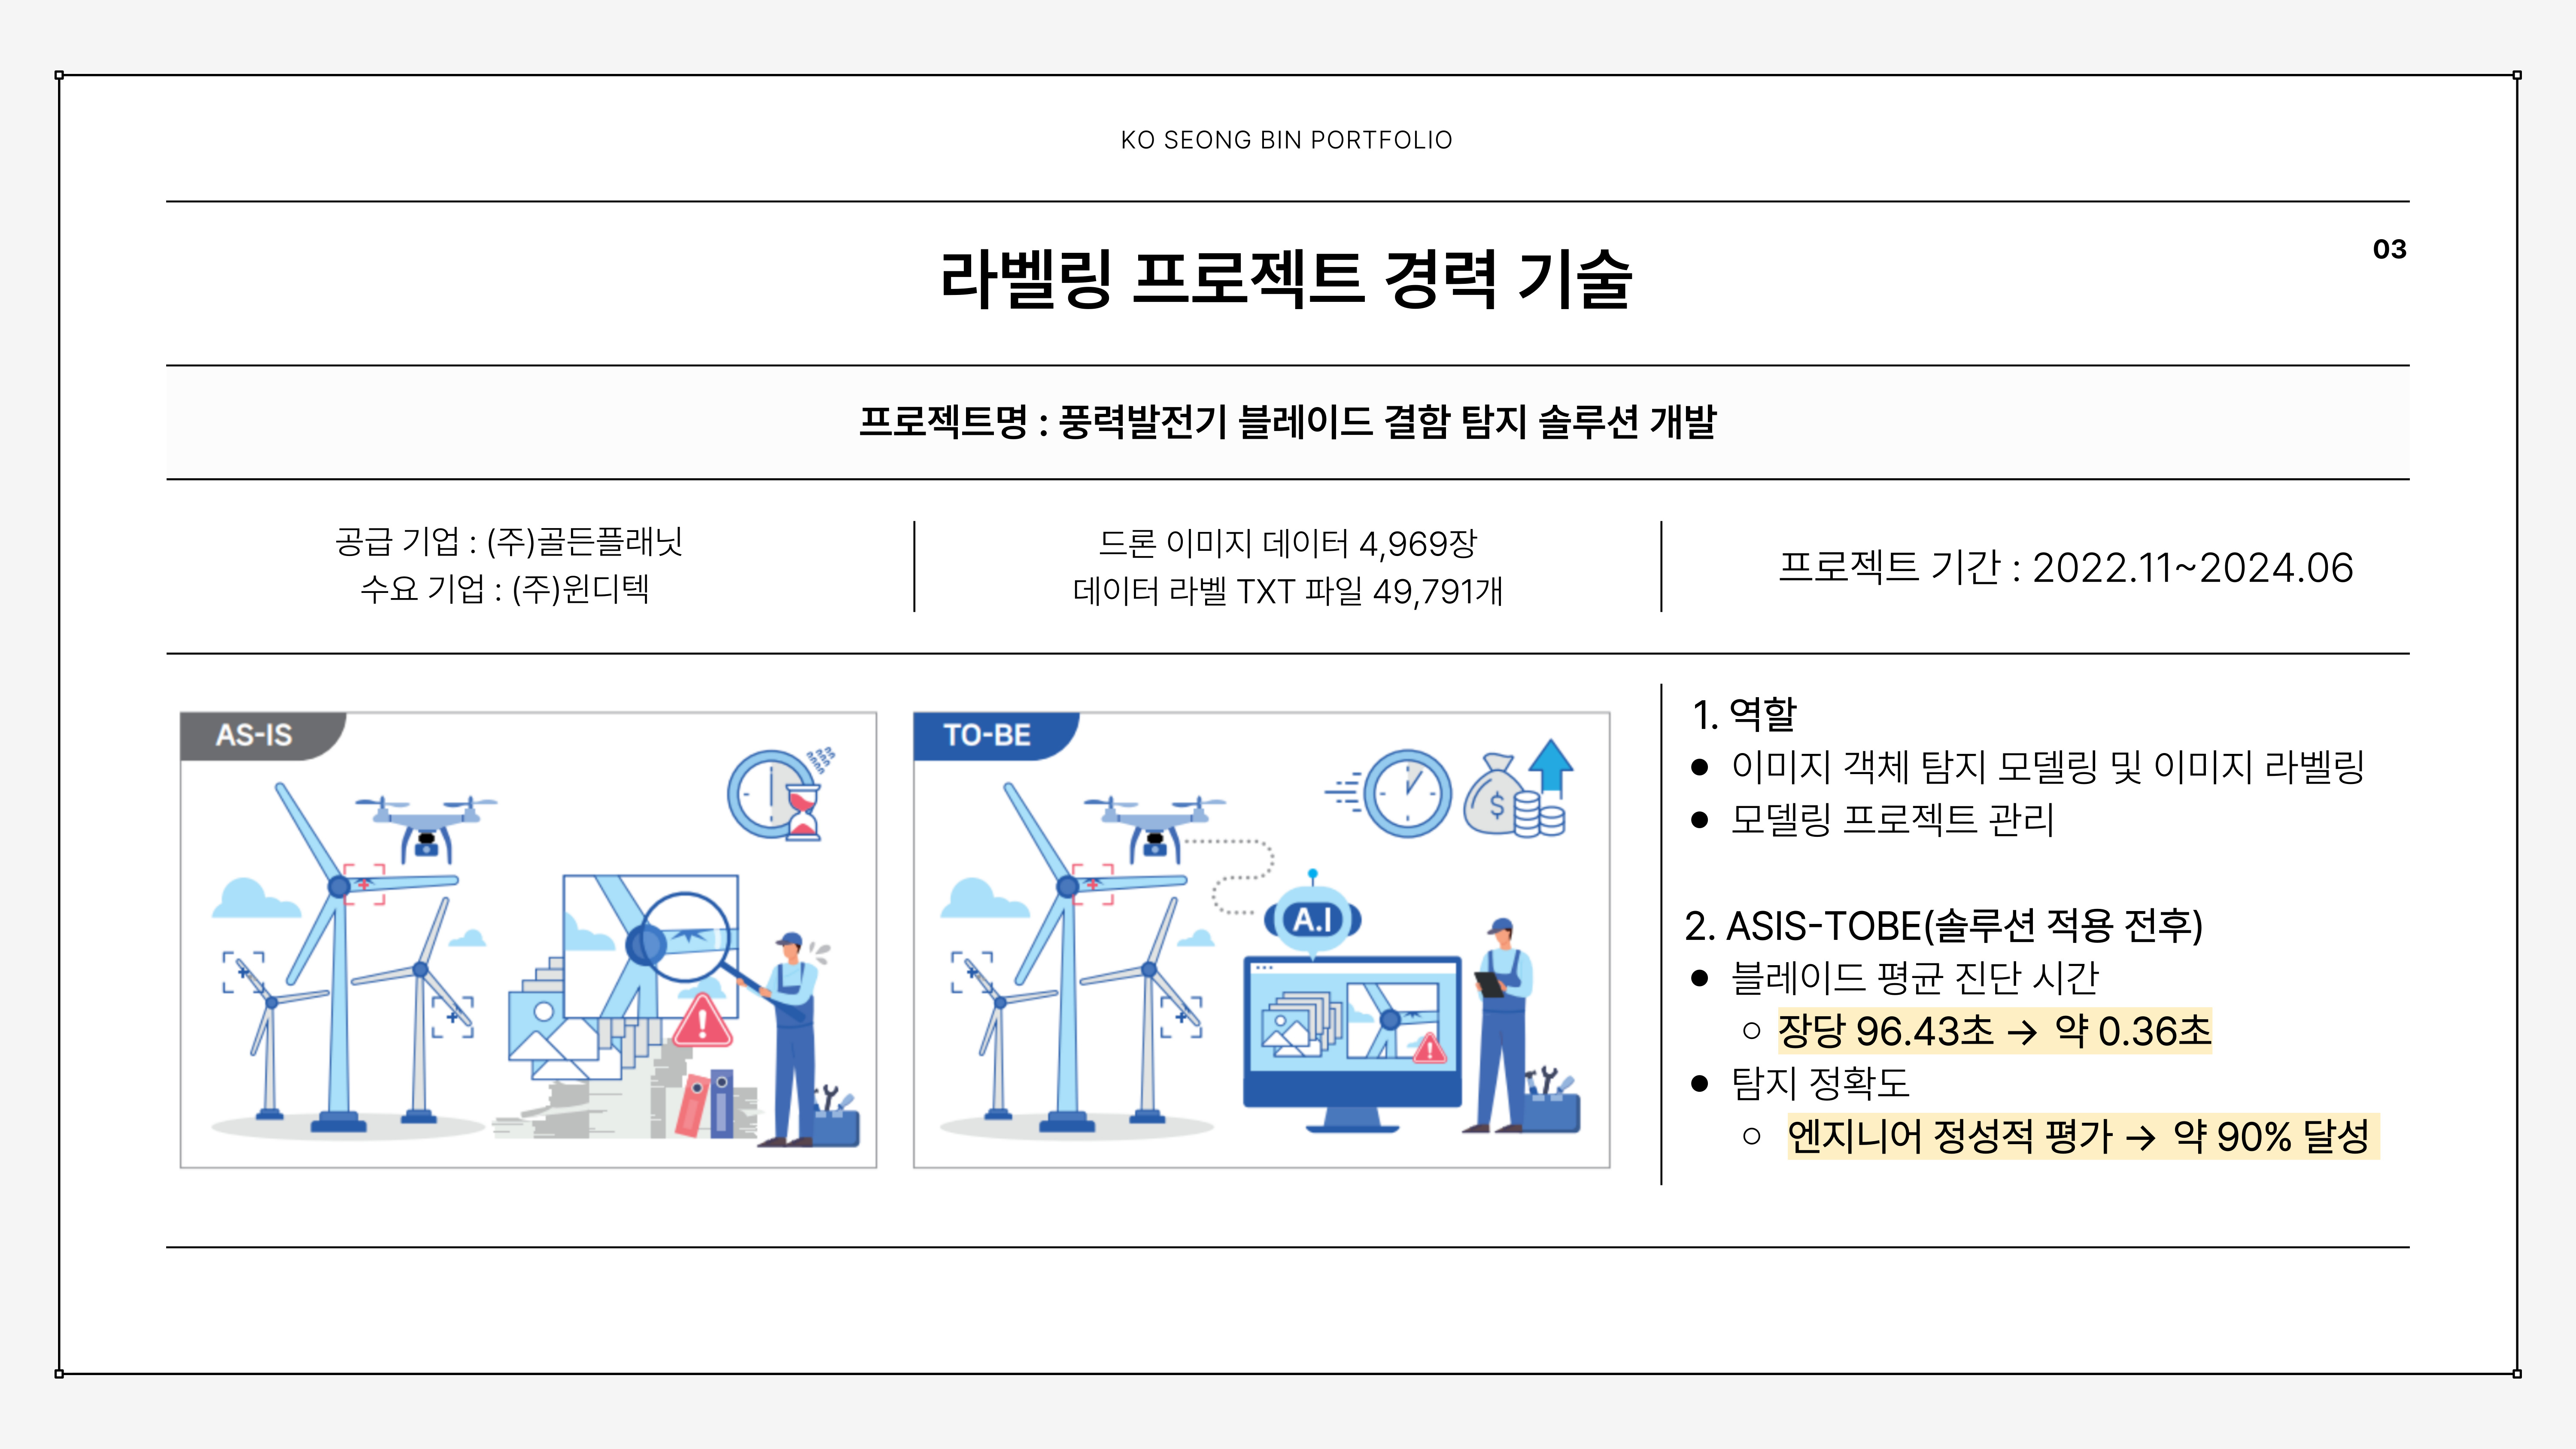 KO SEONG BIN PORTFOLIO
03
라벨링 프로젝트 경력 기술
프로젝트명 : 풍력발전기 블레이드 결함 탐지 솔루션 개발
공급 기업 : (주)골든플래닛
수요 기업 : (주)윈디텍
드론 이미지 데이터 4,969장
데이터 라벨 TXT 파일 49,791개
프로젝트 기간 : 2022.11~2024.06
AS-IS
TO-BE
A.I
$
1. 역할
● 이미지 객체 탐지 모델링 및 이미지 라벨링
● 모델링 프로젝트 관리
2. ASIS-TOBE(솔루션 적용 전후)
● 블레이드 평균 진단 시간
○ 장당 96.43초 → 약 0.36초
● 탐지 정확도
○ 엔지니어 정성적 평가 → 약 90% 달성